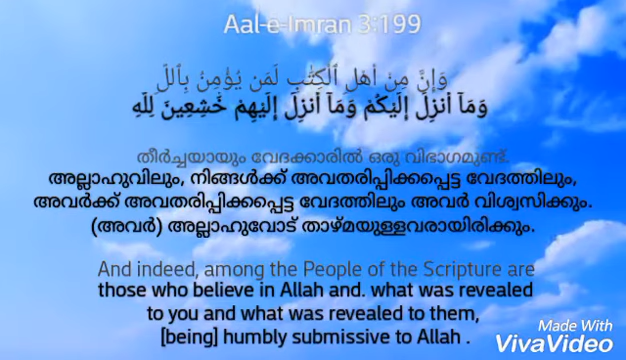 Aal-e-Imran 3:199
وَإِنَّ مِنْ أَهْلِ ٱلْكِتَٰبِ لَمَن يُؤْمِنُ بِٱللَّ
وَمَآ أُنزِلَ إِلَيْكُمْ وَمَآ أُنزِلَ إِلَيْهِمْ خَٰشِعِينَ لِلَّهِ
തീർച്ചയായും വേദക്കാരിൽ ഒരു വിഭാഗമുണ്ട്.
അല്ലാഹുവിലും, നിങ്ങൾക്ക് അവതരിപ്പിക്കപ്പെട്ട വേദത്തിലും,
അവർക്ക് അവതരിപ്പിക്കപ്പെട്ട വേദത്തിലും അവർ വിശ്വസിക്കും.
(അവർ) അല്ലാഹുവോട് താഴ്മയുള്ളവരായിരിക്കും.
And indeed, among the People of the Scripture are
those who believe in Allah and. what was revealed
to you and what was revealed to them,
[being] humbly submissive to Allah .
Made With
VivaVideo